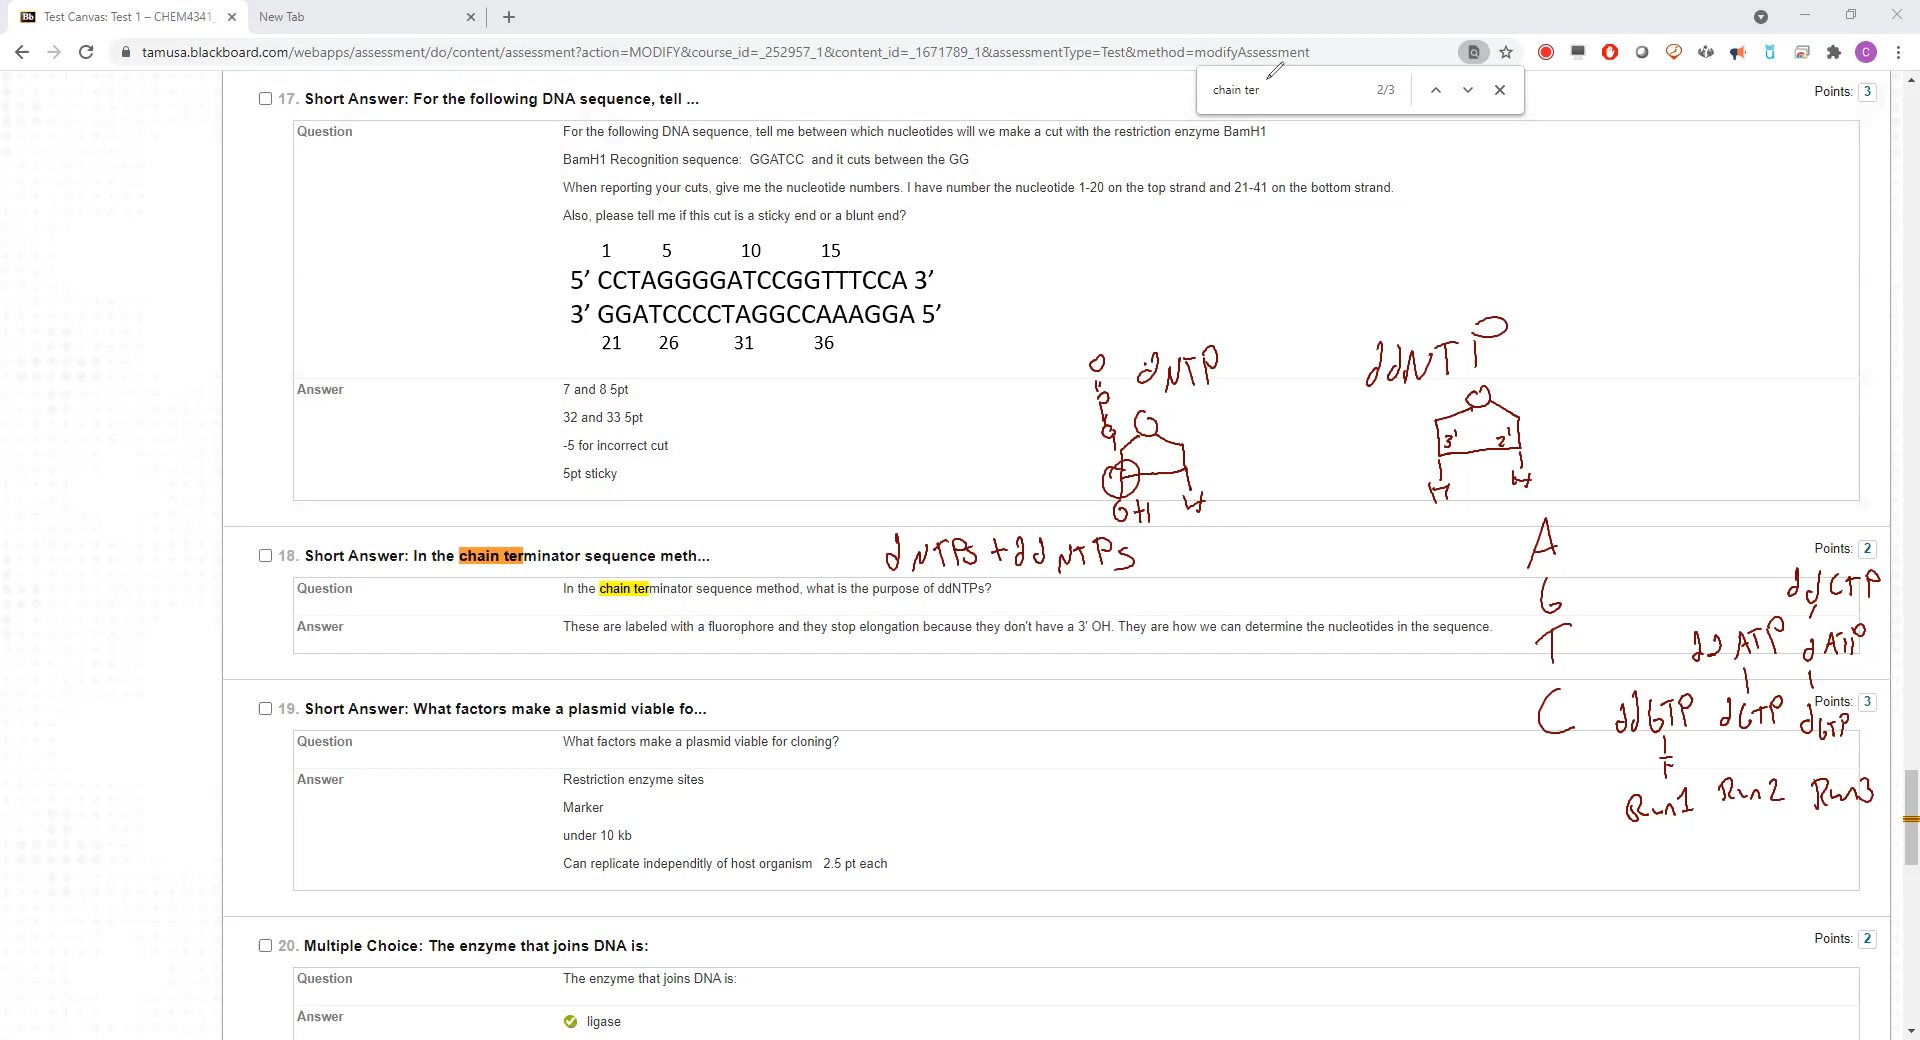 Test Canvas: Test 1 – CHEM4341_
New Tab
tamusa.blackboard.com/webapps/assessment/do/content/assessment?action=MODIFY&course_id=_252957_1&content_id=_1671789_1&assessmentType=Test&method=modifyAssessment
C
chain ter 2/3
17. Short Answer: For the following DNA sequence, tell ... Points: 3
Question For the following DNA sequence, tell me between which nucleotides will we make a cut with the restriction enzyme BamH1
BamH1 Recognition sequence: GGATCC and it cuts between the GG
When reporting your cuts, give me the nucleotide numbers. I have number the nucleotide 1-20 on the top strand and 21-41 on the bottom strand.
Also, please tell me if this cut is a sticky end or a blunt end?
1 5 10 15
5’ CCTAGGGGATCCGGTTTCCA 3’
3’ GGATCCCCTAGGCCAAAGGA 5’
21 26 31 36
dNTP ddNTP
O
O 3' 2'
OH H H H
Answer 7 and 8 5pt
32 and 33 5pt
-5 for incorrect cut
5pt sticky
18. Short Answer: In the chain terminator sequence meth... Points: 2
dNTPs + ddNTPs
Question In the chain terminator sequence method, what is the purpose of ddNTPs?
Answer These are labeled with a fluorophore and they stop elongation because they don’t have a 3’ OH. They are how we can determine the nucleotides in the sequence.
A
G ddCTP
T ddATP dATP
C ddGTP dGTP dGTP
F
Run1 Run2 Run3
19. Short Answer: What factors make a plasmid viable fo... Points: 3
Question What factors make a plasmid viable for cloning?
Answer Restriction enzyme sites
Marker
under 10 kb
Can replicate independitly of host organism 2.5 pt each
20. Multiple Choice: The enzyme that joins DNA is: Points: 2
Question The enzyme that joins DNA is:
Answer ligase